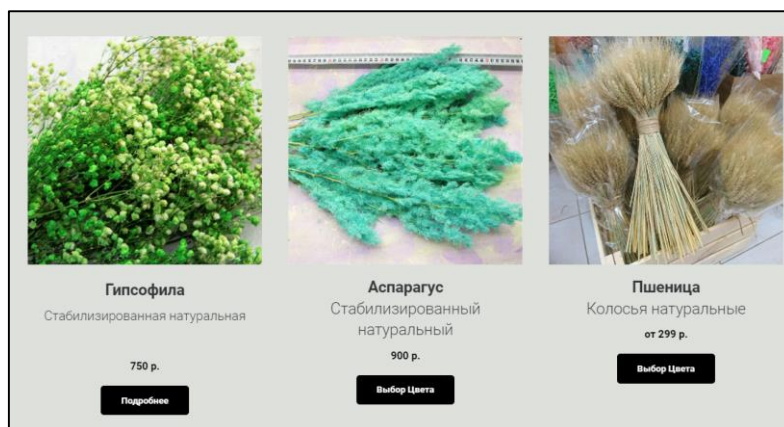 Гипсофила
Стабилизированная натуральная
750 р.
Подробнее
Аспарагус
Стабилизированный
натуральный
900 р.
Выбор Цвета
Пшеница
Колосья натуральные
от 299 р.
Выбор Цвета